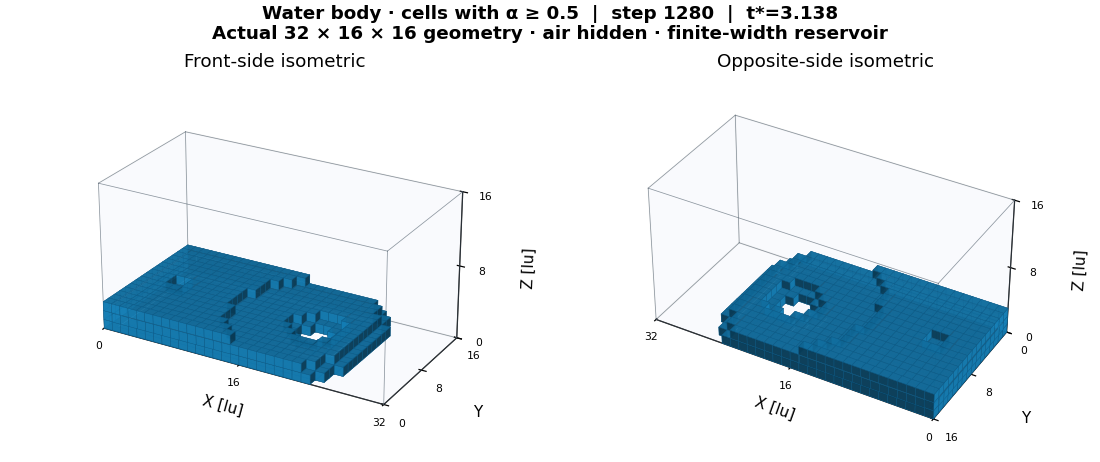 Water body · cells with α ≥ 0.5 | step 1280 | t*=3.138
Actual 32 × 16 × 16 geometry · air hidden · finite-width reservoir
Front-side isometric
Opposite-side isometric
16
8
0
Z [lu]
0
16
32
X [lu]
0
8
16
Y
16
8
0
Z [lu]
32
16
0
X [lu]
0
8
16
Y